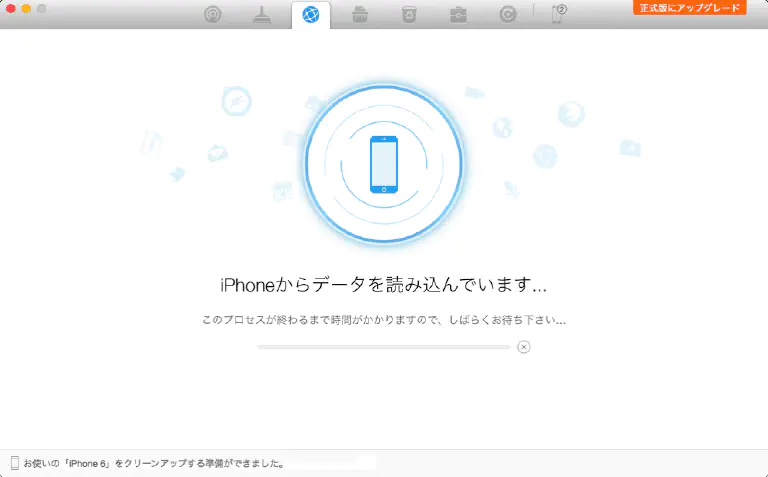 正式版にアップグレード
iPhoneからデータを読み込んでいます...
このプロセスが終わるまで時間がかかりますので、しばらくお待ち下さい...
お使いの「iPhone 6」をクリーンアップする準備ができました。